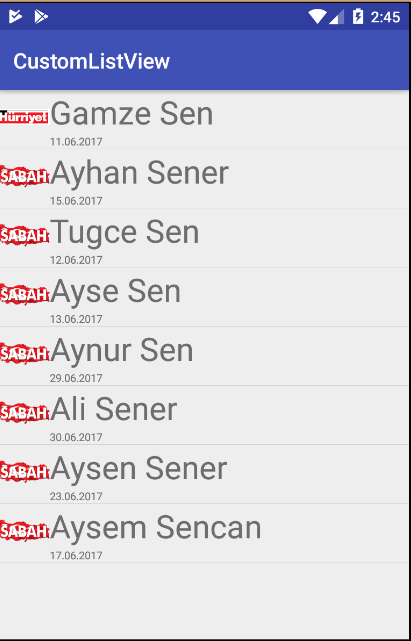 2:45
CustomListView
Hürriyet
Gamze Sen
11.06.2017
SABAH
Ayhan Sener
15.06.2017
SABAH
Tugce Sen
12.06.2017
SABAH
Ayse Sen
13.06.2017
SABAH
Aynur Sen
29.06.2017
SABAH
Ali Sener
30.06.2017
SABAH
Aysen Sener
23.06.2017
SABAH
Aysem Sencan
17.06.2017